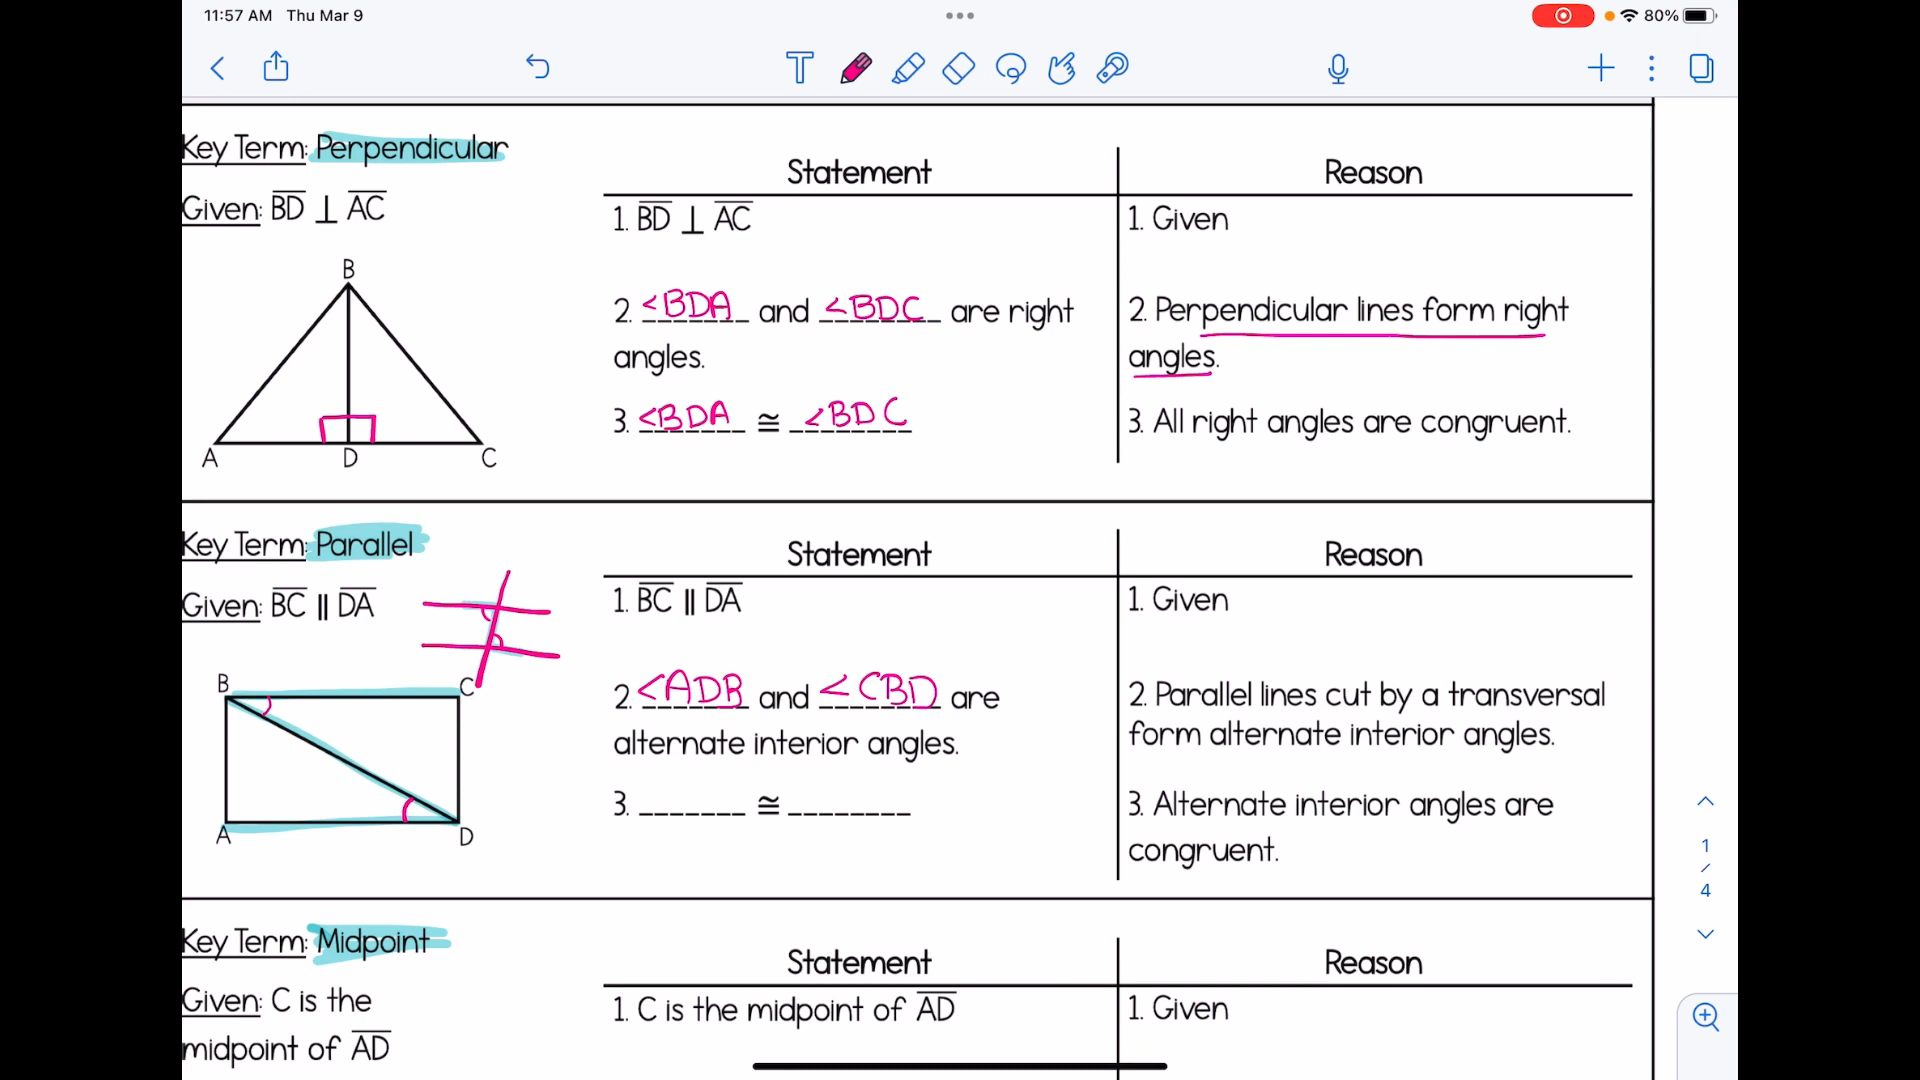 11:57 AM Thu Mar 9
80%
Key Term: Perpendicular
Given: BD ⊥ AC
B
A
D
C
Statement
Reason
1. BD ⊥ AC
1. Given
2. <BDA and <BDC are right
angles.
2. Perpendicular lines form right
angles.
3. <BDA ≅ <BDC
3. All right angles are congruent.
Key Term: Parallel
Given: BC || DA
B
C
A
D
Statement
Reason
1. BC || DA
1. Given
2. <ADB and <CBD are
alternate interior angles.
2. Parallel lines cut by a transversal
form alternate interior angles.
3. _______ ≅ ________
3. Alternate interior angles are
congruent.
1
/
4
Key Term: Midpoint
Given: C is the
midpoint of AD
Statement
Reason
1. C is the midpoint of AD
1. Given